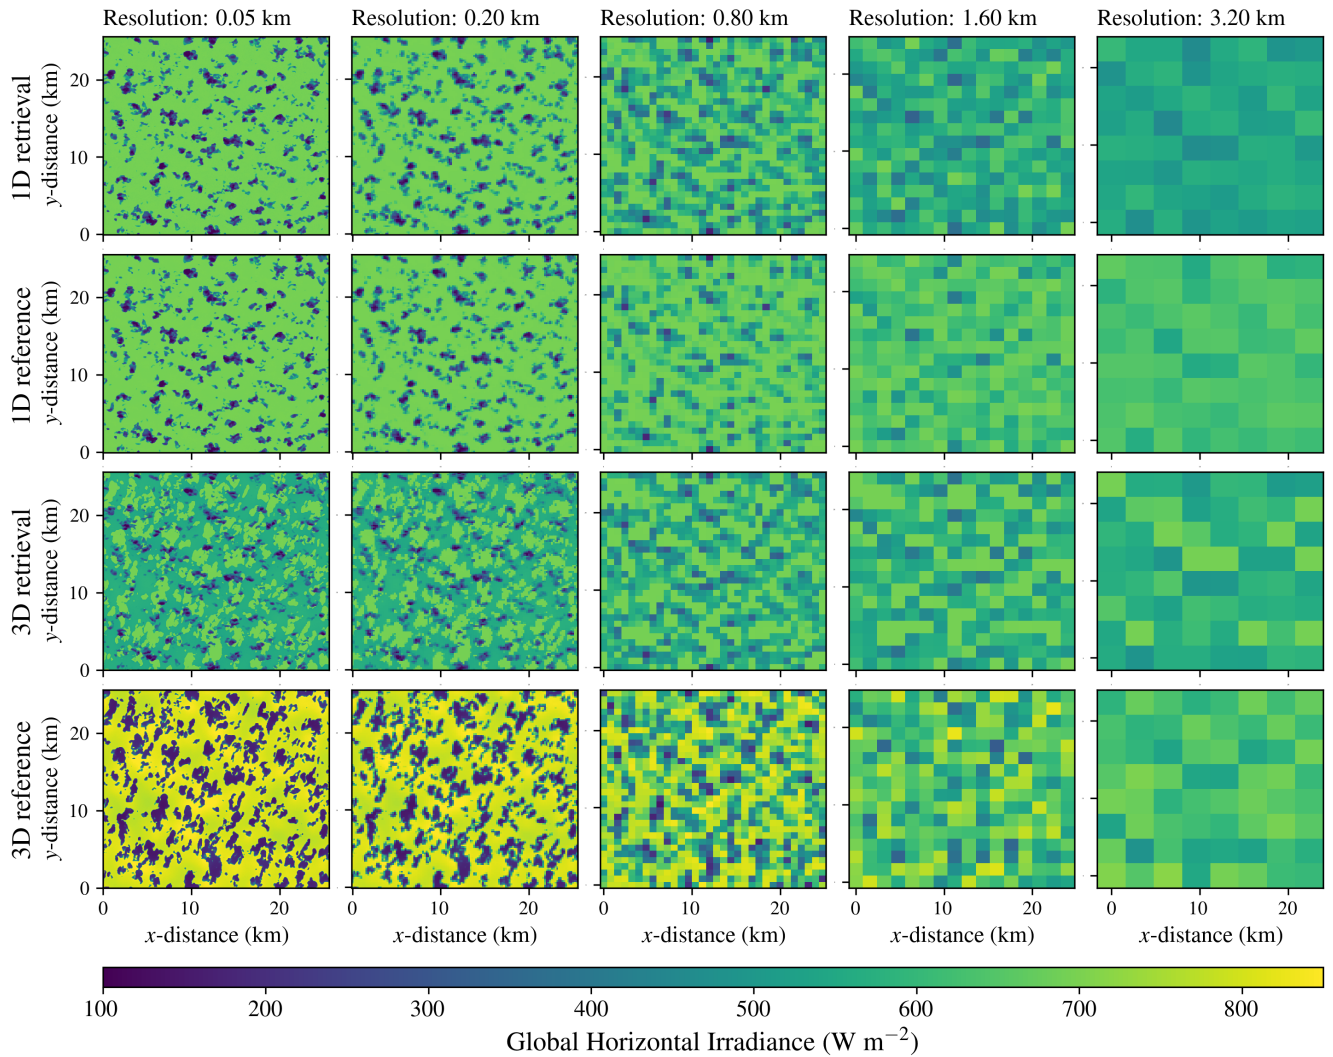 Resolution: 0.05 km Resolution: 0.20 km Resolution: 0.80 km Resolution: 1.60 km Resolution: 3.20 km
1D retrieval
y-distance (km)
20
10
0
1D reference
y-distance (km)
20
10
0
3D retrieval
y-distance (km)
20
10
0
3D reference
y-distance (km)
20
10
0
0 10 20 0 10 20 0 10 20 0 10 20 0 10 20
x-distance (km) x-distance (km) x-distance (km) x-distance (km) x-distance (km)
100 200 300 400 500 600 700 800
Global Horizontal Irradiance (W m⁻²)